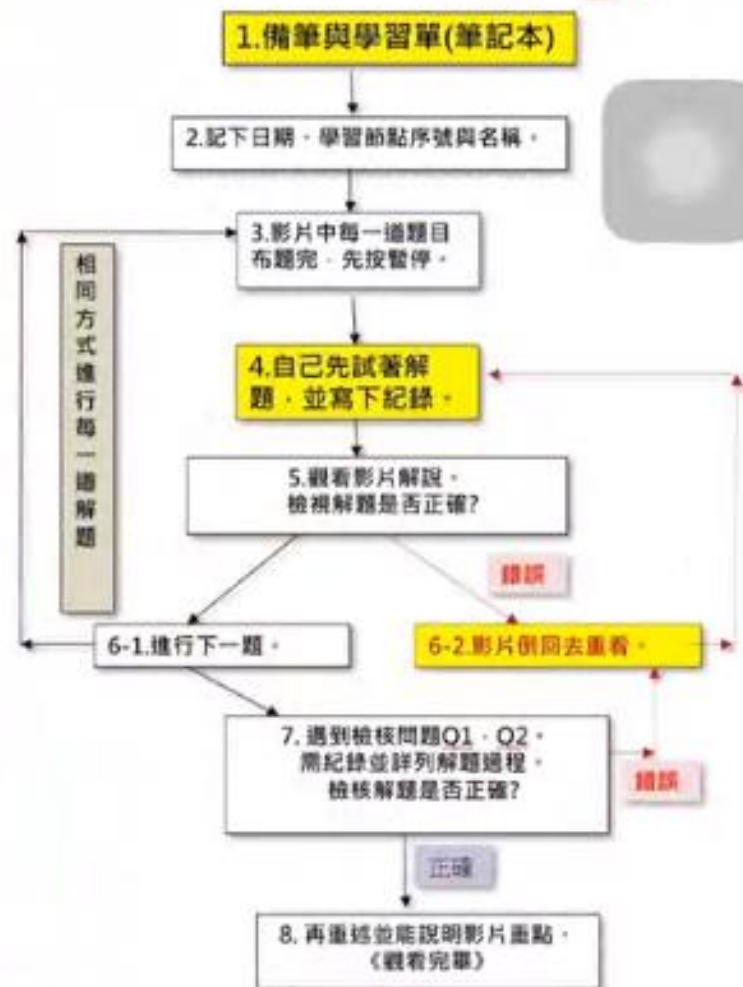 1.備筆與學習單(筆記本)
2.記下日期，學習節點序號與名稱。
3.影片中每一道題目
布題完，先按暫停。
相同方式進行每一道解題
4.自己先試著解
題，並寫下紀錄。
5.觀看影片解說。
檢視解題是否正確?
錯誤
6-1.進行下一題。
6-2.影片倒回去重看。
7. 遇到檢核問題Q1，Q2。
需紀錄並詳列解題過程。
檢核解題是否正確?
錯誤
正確
8. 再重述並能說明影片重點。
《觀看完畢》